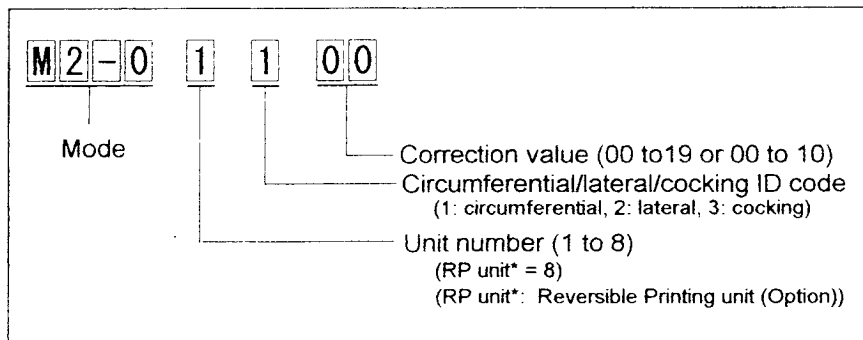 M2-0 1 1 00
Mode
Correction value (00 to19 or 00 to 10)
Circumferential/lateral/cocking ID code
(1: circumferential, 2: lateral, 3: cocking)
Unit number (1 to 8)
(RP unit* = 8)
(RP unit*: Reversible Printing unit (Option))